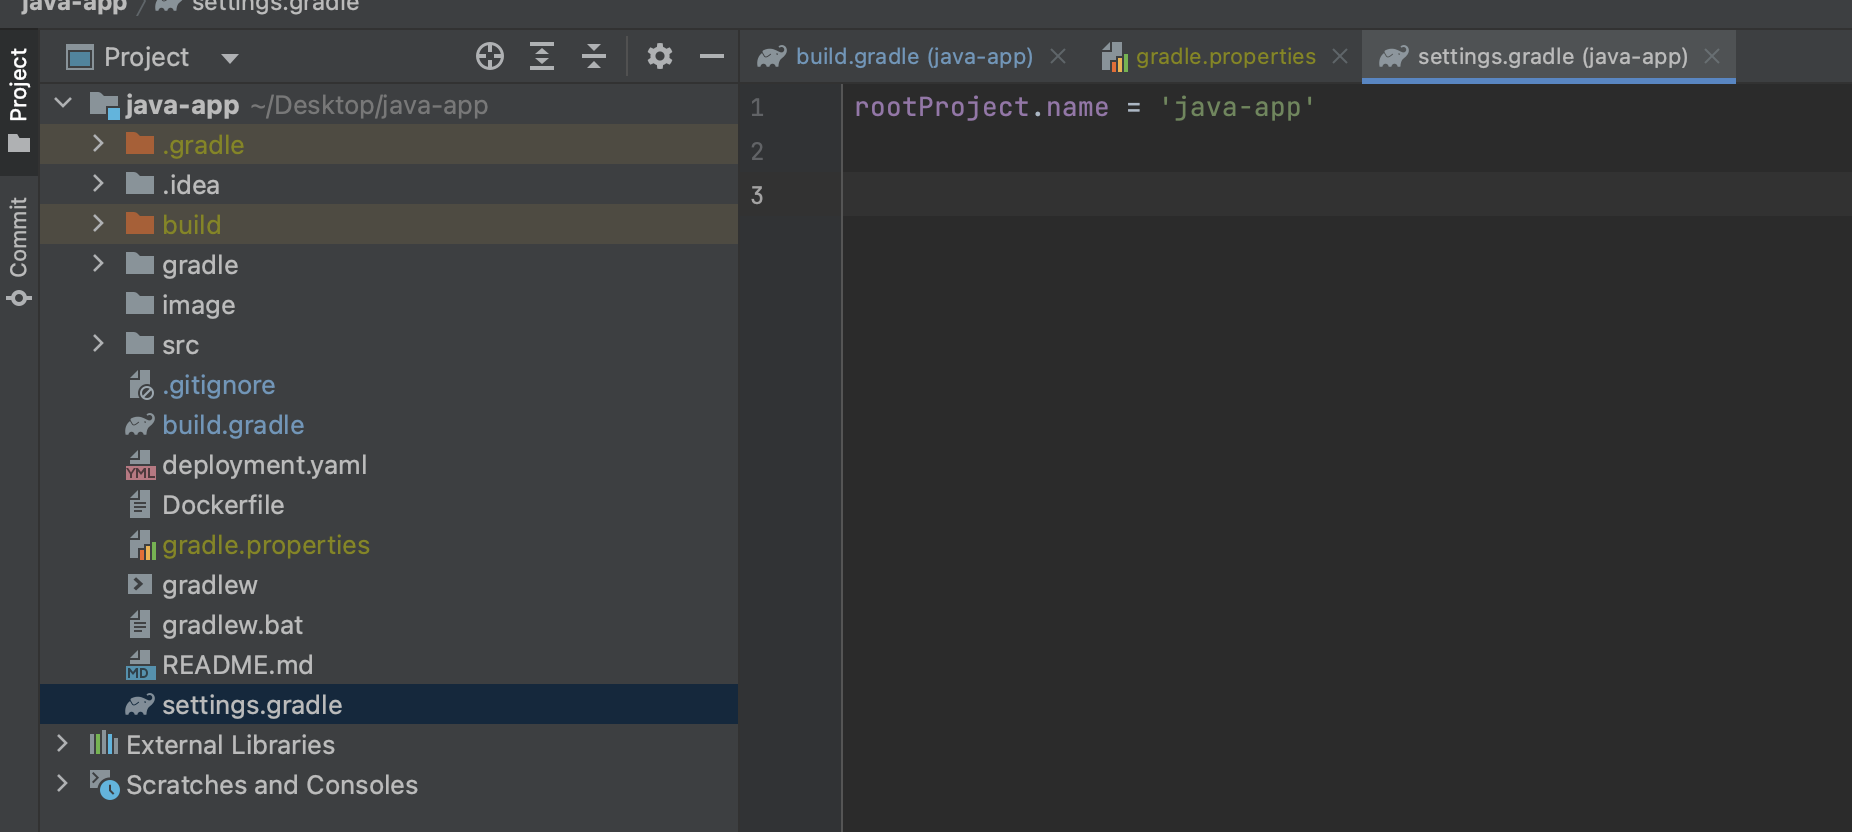 java-app / settings.gradle
Project
Commit
Project
java-app ~/Desktop/java-app
.gradle
.idea
build
gradle
image
src
.gitignore
build.gradle
YML deployment.yaml
Dockerfile
gradle.properties
gradlew
gradlew.bat
MD README.md
settings.gradle
External Libraries
Scratches and Consoles
build.gradle (java-app) gradle.properties settings.gradle (java-app)
1 rootProject.name = 'java-app'
2
3